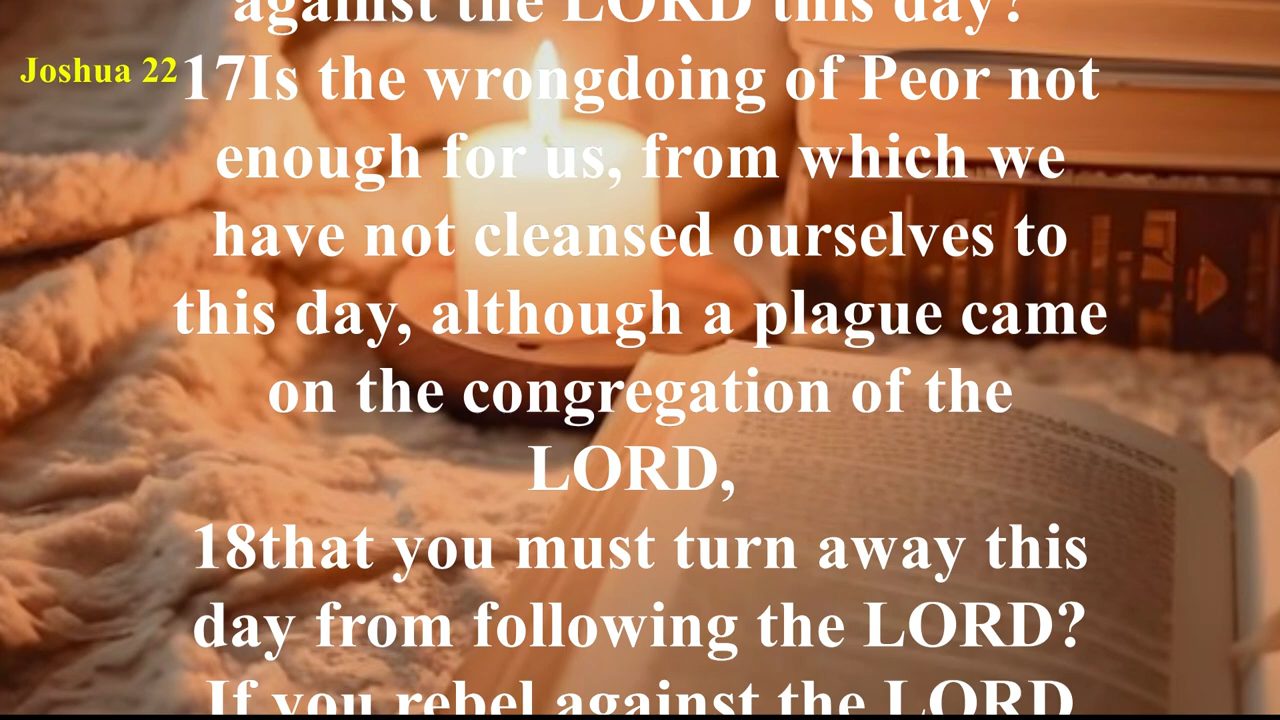 against the LORD this day?
Joshua 22
17Is the wrongdoing of Peor not
enough for us, from which we
have not cleansed ourselves to
this day, although a plague came
on the congregation of the
LORD,
18that you must turn away this
day from following the LORD?
If you rebel against the LORD